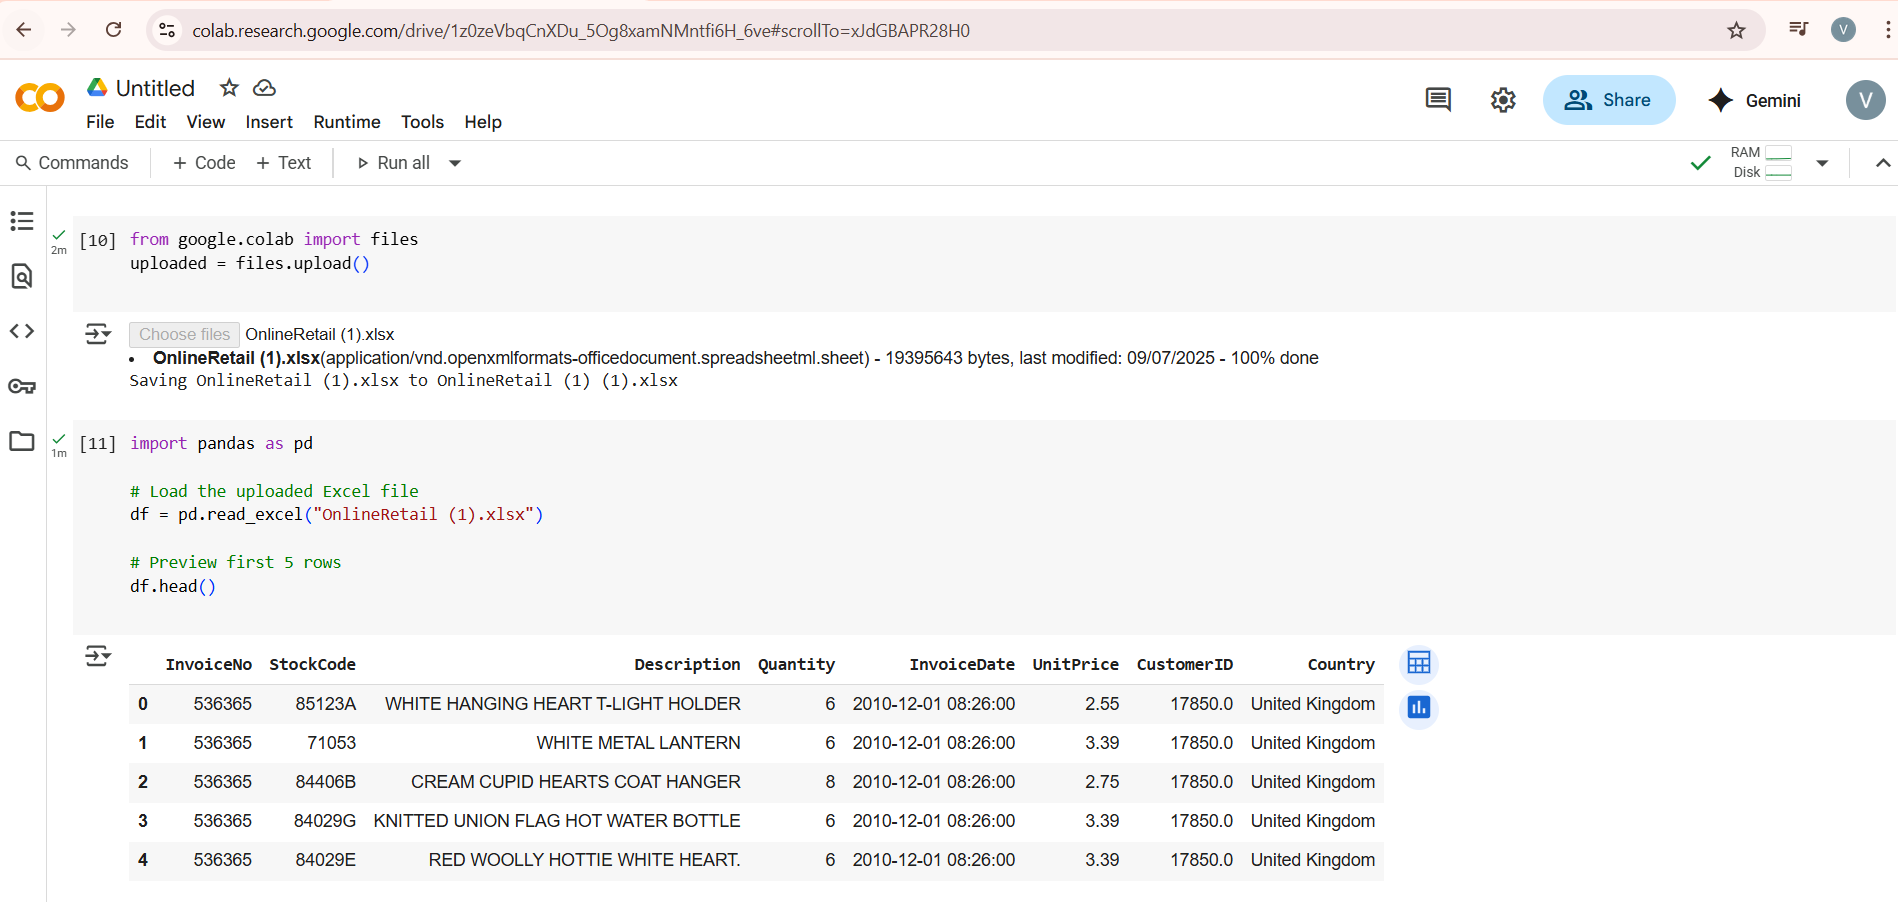 colab.research.google.com/drive/1z0zeVbqCnXDu_5Og8xamNMntfi6H_6ve#scrollTo=xJdGBAPR28H0
V
CO
Untitled
File Edit View Insert Runtime Tools Help
Share
Gemini
V
Commands + Code + Text Run all
RAM
Disk
2m
[10] from google.colab import files
uploaded = files.upload()
Choose files OnlineRetail (1).xlsx
• OnlineRetail (1).xlsx(application/vnd.openxmlformats-officedocument.spreadsheetml.sheet) - 19395643 bytes, last modified: 09/07/2025 - 100% done
Saving OnlineRetail (1).xlsx to OnlineRetail (1) (1).xlsx
1m
[11] import pandas as pd
# Load the uploaded Excel file
df = pd.read_excel("OnlineRetail (1).xlsx")
# Preview first 5 rows
df.head()
InvoiceNo StockCode Description Quantity InvoiceDate UnitPrice CustomerID Country
0 536365 85123A WHITE HANGING HEART T-LIGHT HOLDER 6 2010-12-01 08:26:00 2.55 17850.0 United Kingdom
1 536365 71053 WHITE METAL LANTERN 6 2010-12-01 08:26:00 3.39 17850.0 United Kingdom
2 536365 84406B CREAM CUPID HEARTS COAT HANGER 8 2010-12-01 08:26:00 2.75 17850.0 United Kingdom
3 536365 84029G KNITTED UNION FLAG HOT WATER BOTTLE 6 2010-12-01 08:26:00 3.39 17850.0 United Kingdom
4 536365 84029E RED WOOLLY HOTTIE WHITE HEART. 6 2010-12-01 08:26:00 3.39 17850.0 United Kingdom